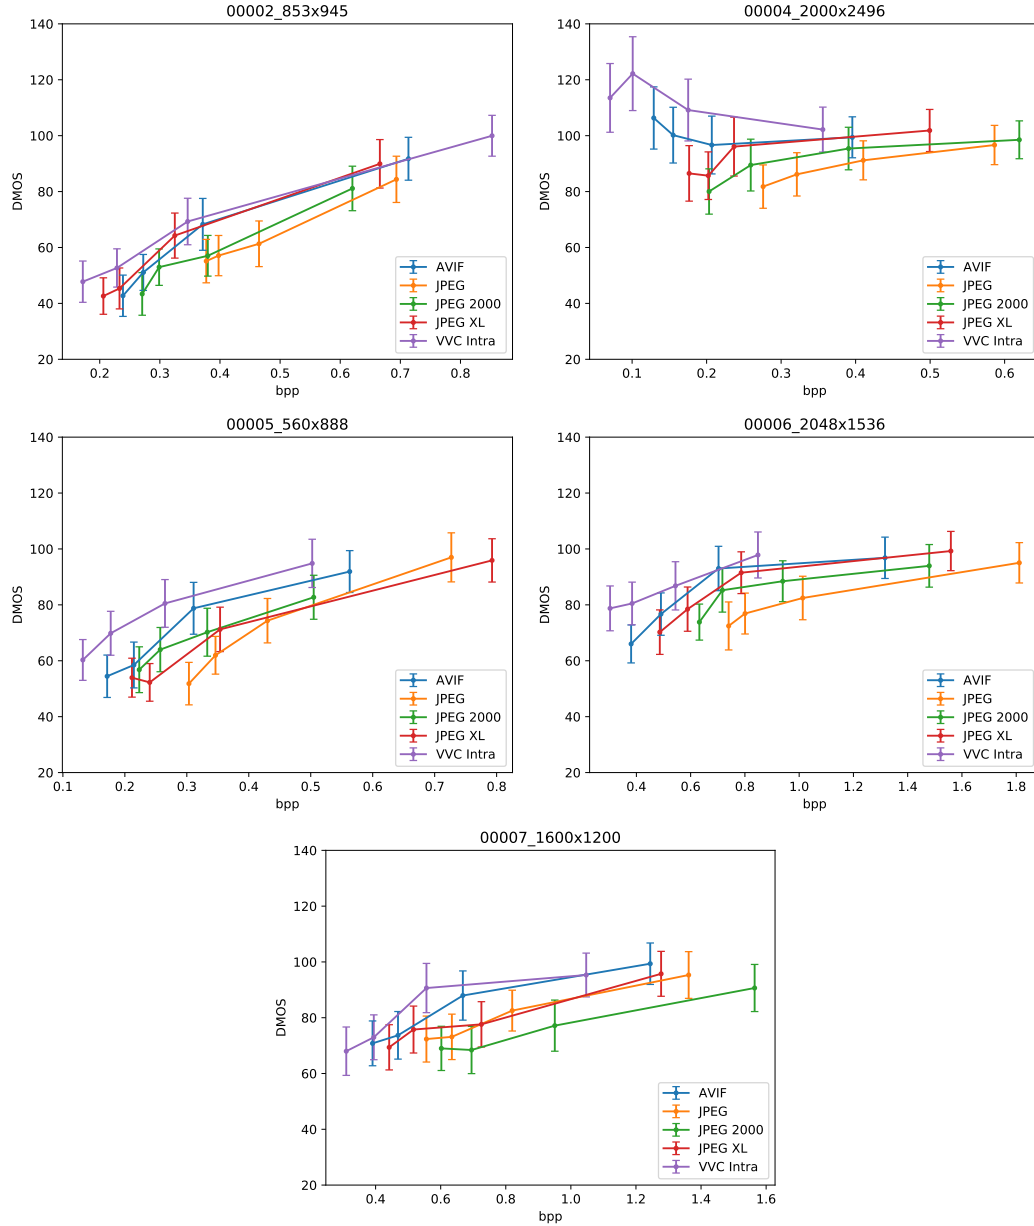 00002_853x945
DMOS
140
120
100
80
60
40
20
0.2 0.3 0.4 0.5 0.6 0.7 0.8
bpp
AVIF
JPEG
JPEG 2000
JPEG XL
VVC Intra
00004_2000x2496
DMOS
140
120
100
80
60
40
20
0.1 0.2 0.3 0.4 0.5 0.6
bpp
AVIF
JPEG
JPEG 2000
JPEG XL
VVC Intra
00005_560x888
DMOS
140
120
100
80
60
40
20
0.1 0.2 0.3 0.4 0.5 0.6 0.7 0.8
bpp
AVIF
JPEG
JPEG 2000
JPEG XL
VVC Intra
00006_2048x1536
DMOS
140
120
100
80
60
40
20
0.4 0.6 0.8 1.0 1.2 1.4 1.6 1.8
bpp
AVIF
JPEG
JPEG 2000
JPEG XL
VVC Intra
00007_1600x1200
DMOS
140
120
100
80
60
40
20
0.4 0.6 0.8 1.0 1.2 1.4 1.6
bpp
AVIF
JPEG
JPEG 2000
JPEG XL
VVC Intra